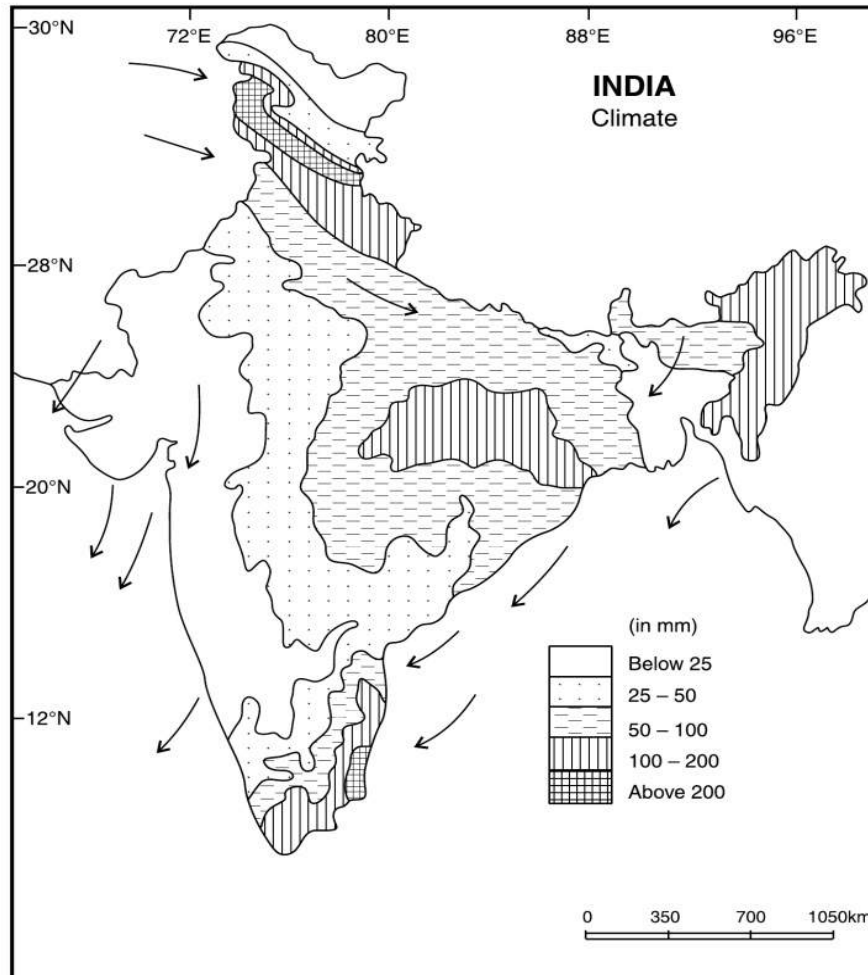 30°N
72°E 80°E 88°E 96°E
INDIA
Climate
28°N
20°N
12°N
(in mm)
Below 25
25 – 50
50 – 100
100 – 200
Above 200
0 350 700 1050km